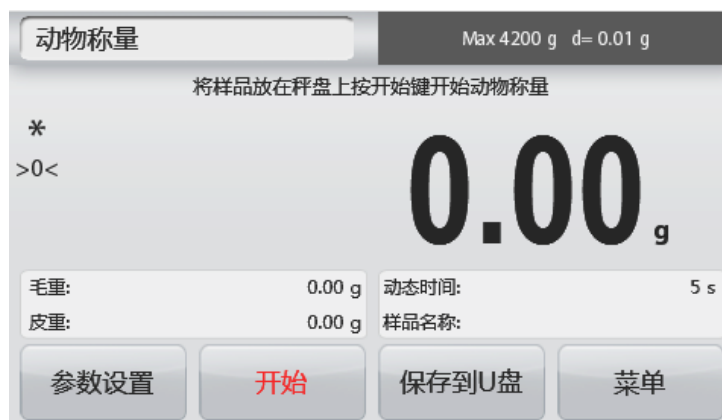 动物称量
Max 4200 g d= 0.01 g
将样品放在秤盘上按开始键开始动物称量
*
>0<
0.00 g
毛重: 0.00 g 动态时间: 5 s
皮重: 0.00 g 样品名称:
参数设置 开始 保存到U盘 菜单